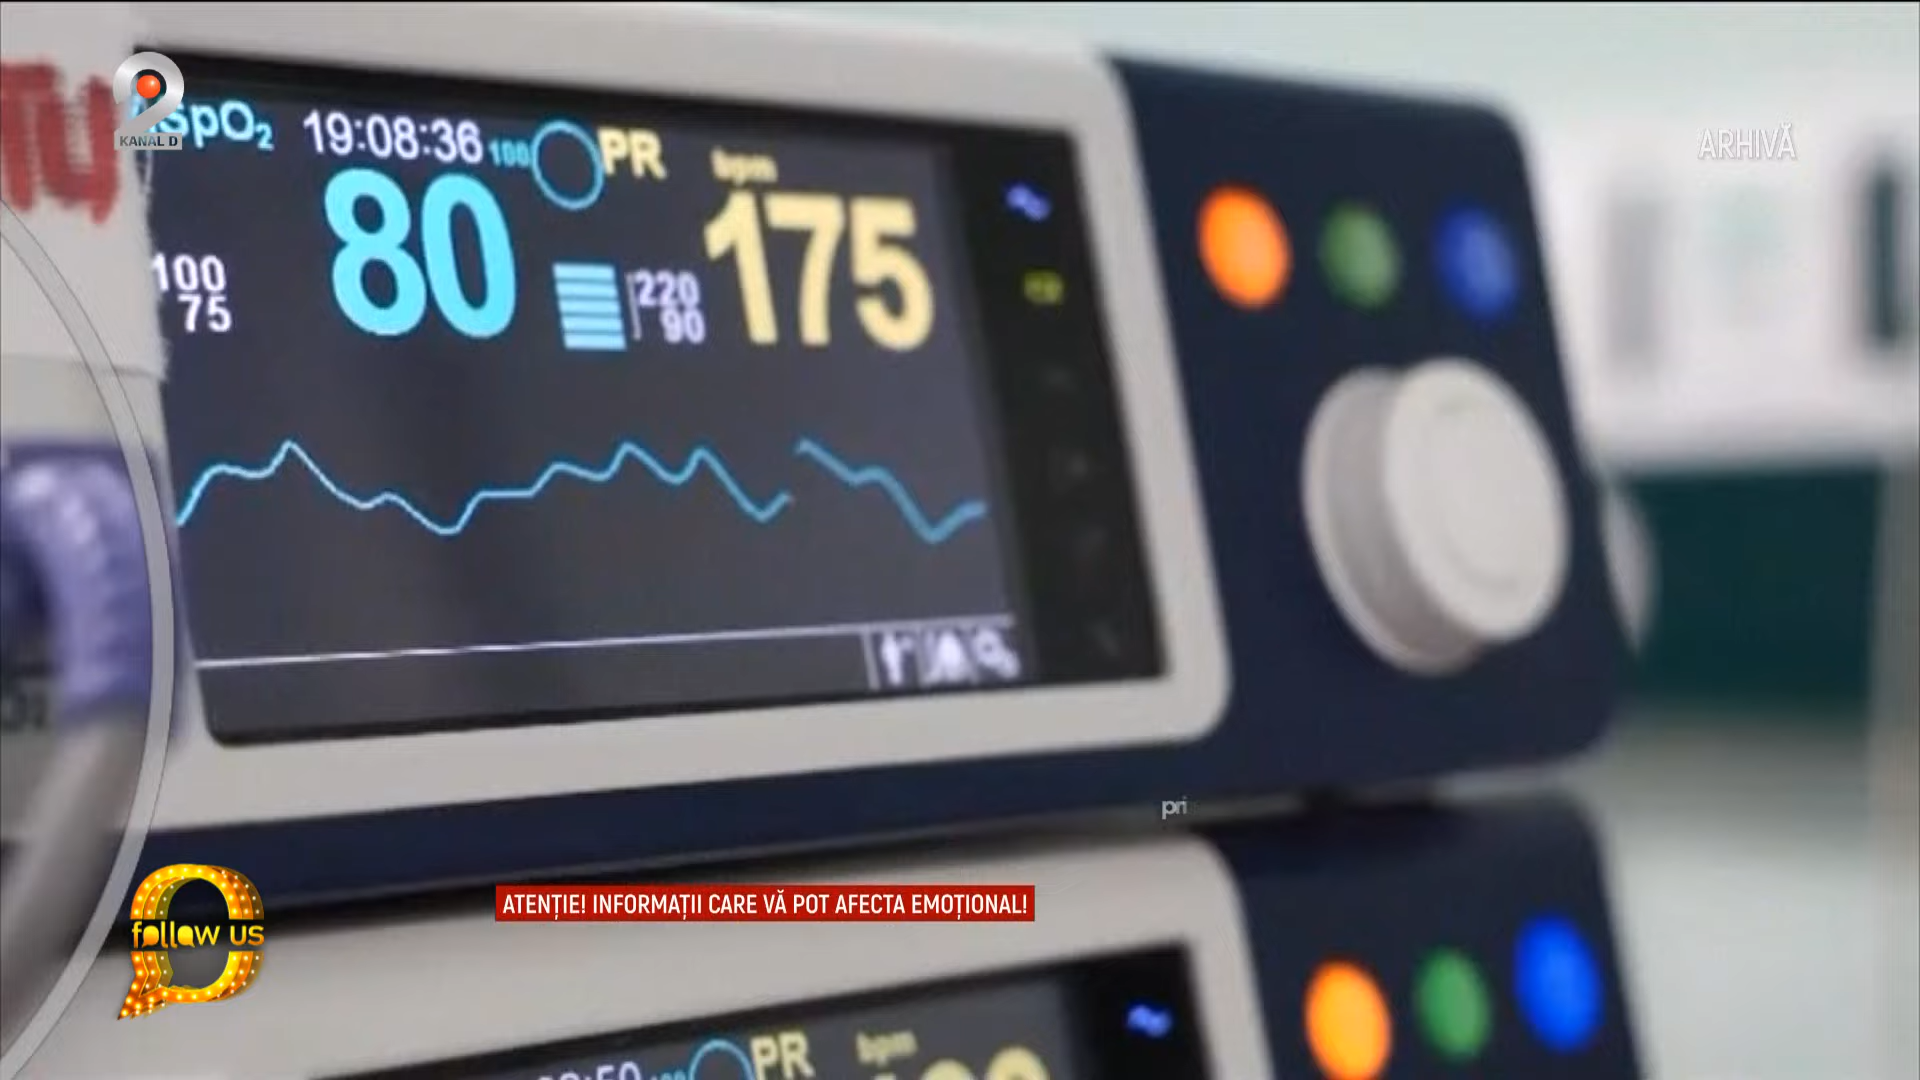 KANAL D
SpO₂
19:08:36
100
PR
bpm
ARHIVĂ
100
75
80
220
90
175
pri
follow us
ATENȚIE! INFORMAȚII CARE VĂ POT AFECTA EMOȚIONAL!
PR
bpm